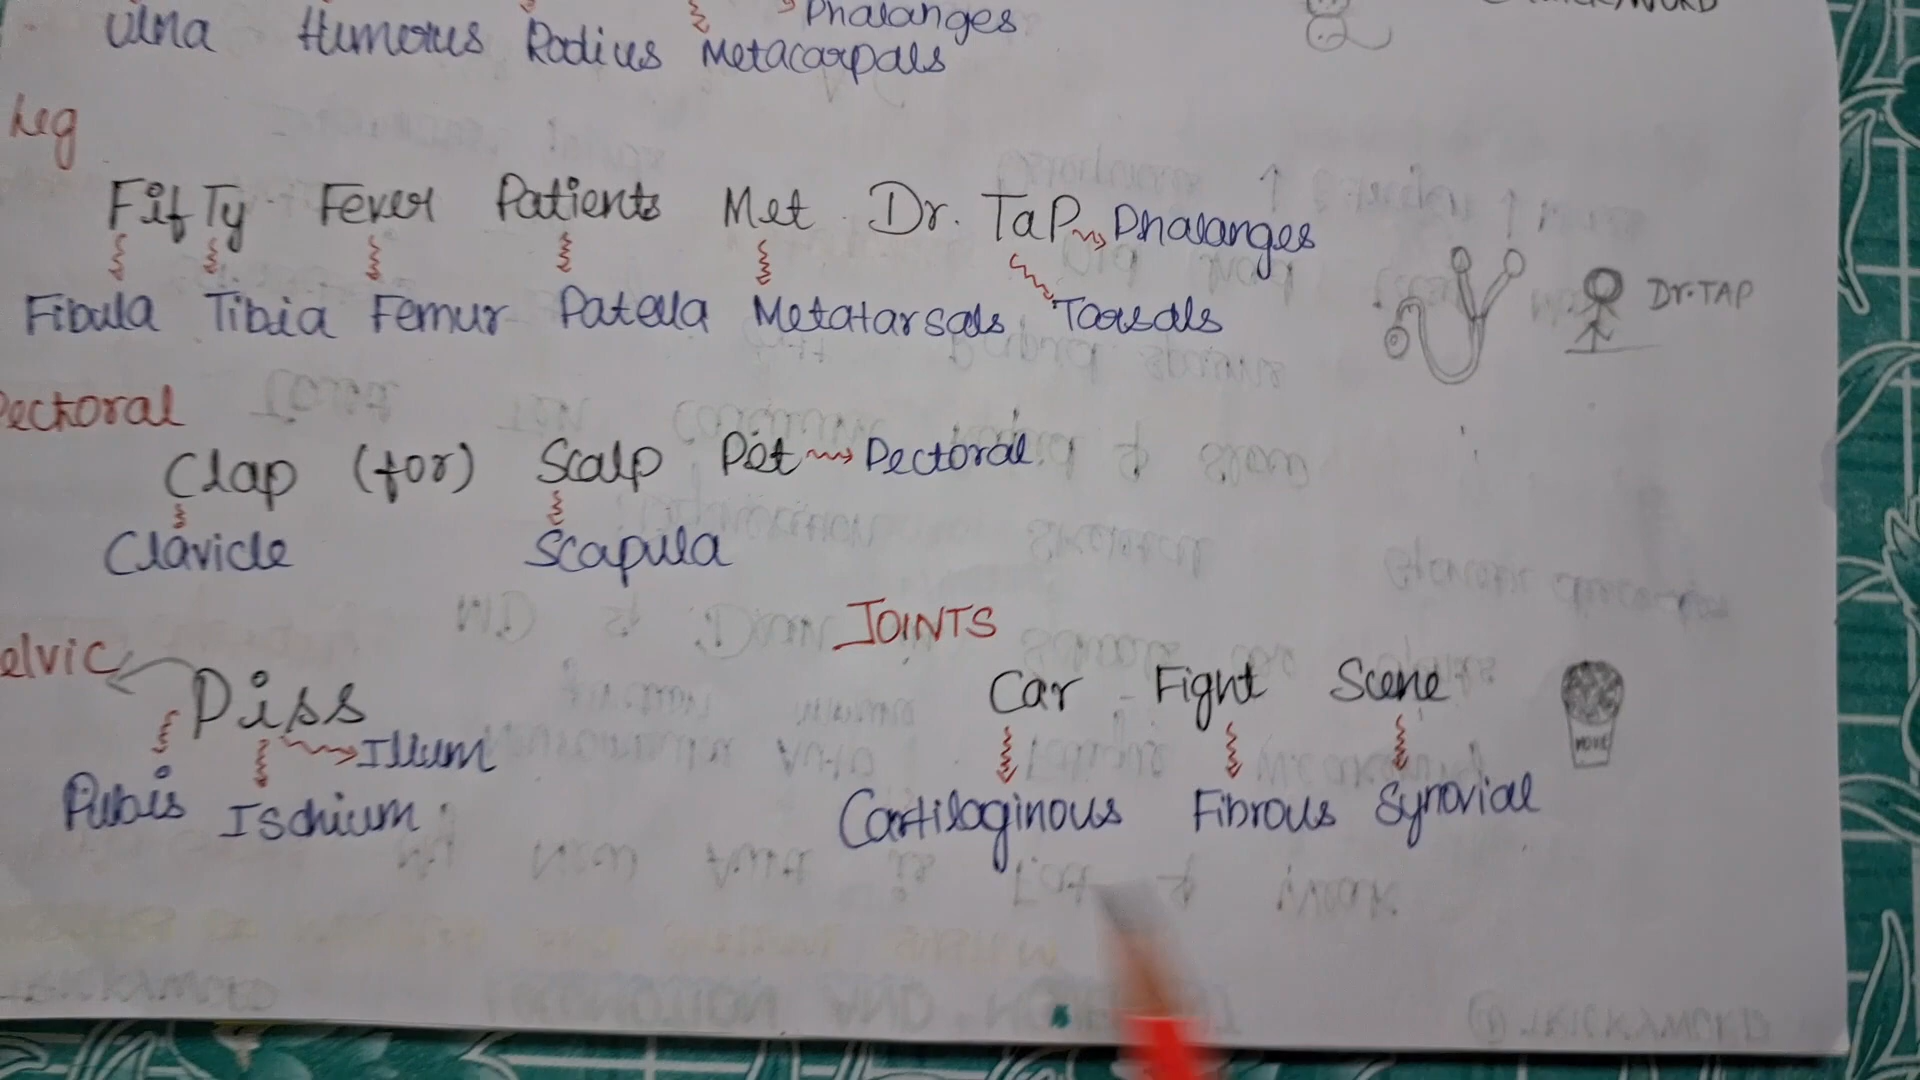 Phalanges
Ulna Humerus Radius Metacarpals
Leg
FifTy Fever Patients Met Dr. TaP Phalanges
Fibula Tibia Femur Patella Metatarsals Tarsals
Dr.TAP
Pectoral
Clap (for) Scalp Pet Pectoral
Clavicle Scapula
JOINTS
elvic Piss
Car Fight Scene
Illum
Pubis Ischium
Cartilaginous Fibrous Synovial